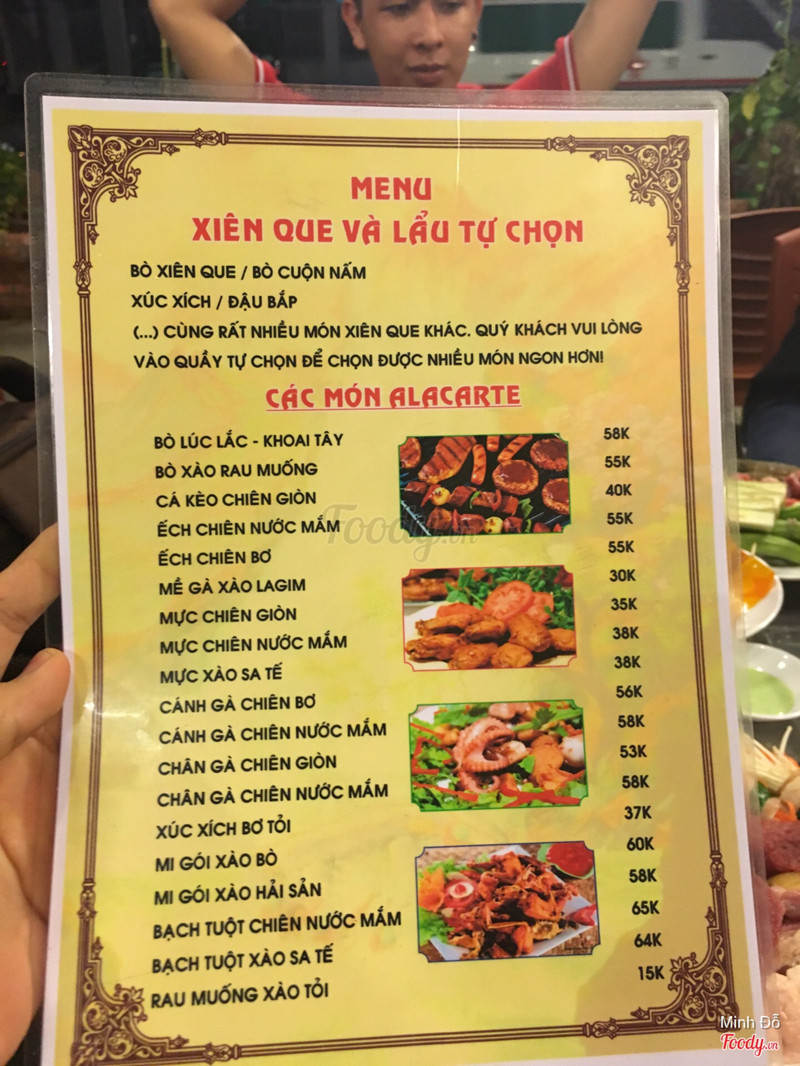 MENU
XIÊN QUE VÀ LẨU TỰ CHỌN
BÒ XIÊN QUE / BÒ CUỘN NẤM
XÚC XÍCH / ĐẬU BẮP
(...) CÙNG RẤT NHIỀU MÓN XIÊN QUE KHÁC. QUÝ KHÁCH VUI LÒNG
VÀO QUẦY TỰ CHỌN ĐỂ CHỌN ĐƯỢC NHIỀU MÓN NGON HƠN!
CÁC MÓN ALACARTE
BÒ LÚC LẮC - KHOAI TÂY 58K
BÒ XÀO RAU MUỐNG 55K
CÁ KÈO CHIÊN GIÒN 40K
ẾCH CHIÊN NƯỚC MẮM 55K
ẾCH CHIÊN BƠ 55K
MỀ GÀ XÀO LAGIM 30K
MỰC CHIÊN GIÒN 35K
MỰC CHIÊN NƯỚC MẮM 38K
MỰC XÀO SA TẾ 38K
CÁNH GÀ CHIÊN BƠ 56K
CÁNH GÀ CHIÊN NƯỚC MẮM 58K
CHÂN GÀ CHIÊN GIÒN 53K
CHÂN GÀ CHIÊN NƯỚC MẮM 58K
XÚC XÍCH BƠ TỎI 37K
MI GÓI XÀO BÒ 60K
MI GÓI XÀO HẢI SẢN 58K
BẠCH TUỘT CHIÊN NƯỚC MẮM 65K
BẠCH TUỘT XÀO SA TẾ 64K
RAU MUỐNG XÀO TỎI 15K
Foody.vn
Minh Đỗ
Foody.vn